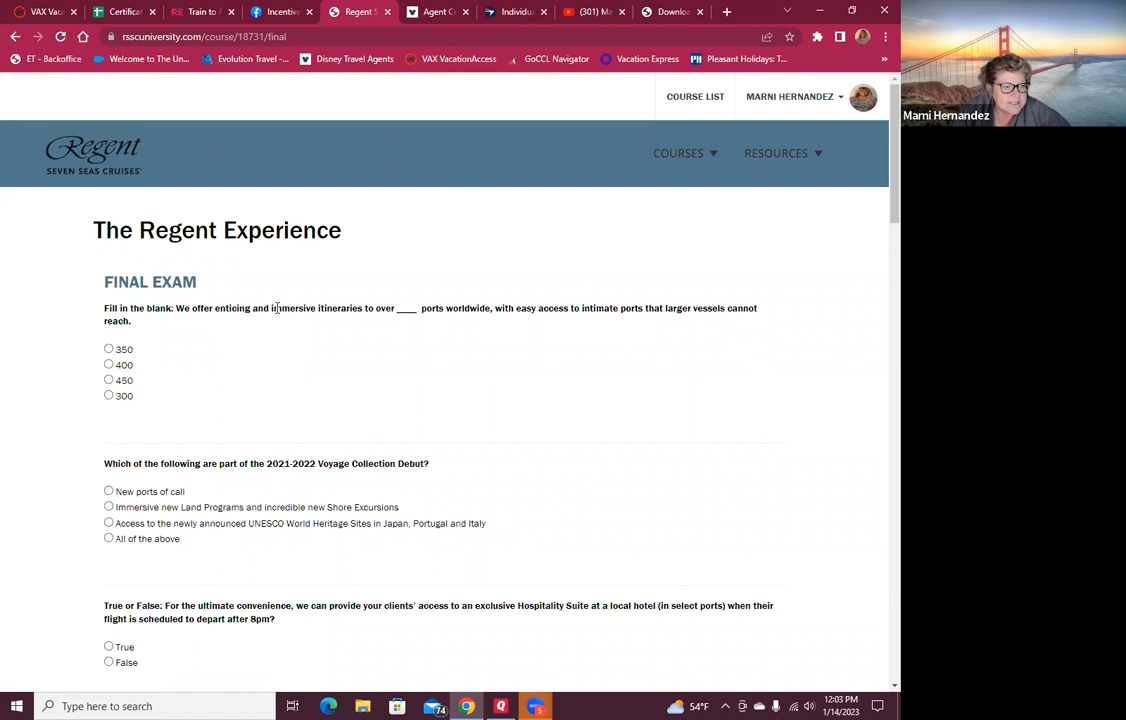 VAX Vac
Certificat
Train to
Incentiv
Regent S
Agent C
Individu
(301) Ma
Downloa
rsscuniversity.com/course/18731/final
ET - Backoffice
Welcome to The Un...
Evolution Travel -...
Disney Travel Agents
VAX VacationAccess
GoCCL Navigator
Vacation Express
Pleasant Holidays: T...
COURSE LIST
MARNI HERNANDEZ
Regent
SEVEN SEAS CRUISES
COURSES
RESOURCES
The Regent Experience
FINAL EXAM
Fill in the blank: We offer enticing and immersive itineraries to over ____ ports worldwide, with easy access to intimate ports that larger vessels cannot
reach.
350
400
450
300
Which of the following are part of the 2021-2022 Voyage Collection Debut?
New ports of call
Immersive new Land Programs and incredible new Shore Excursions
Access to the newly announced UNESCO World Heritage Sites in Japan, Portugal and Italy
All of the above
True or False: For the ultimate convenience, we can provide your clients' access to an exclusive Hospitality Suite at a local hotel (in select ports) when their
flight is scheduled to depart after 8pm?
True
False
Marni Hernandez
Type here to search
74
5
54°F
12:03 PM
1/14/2023